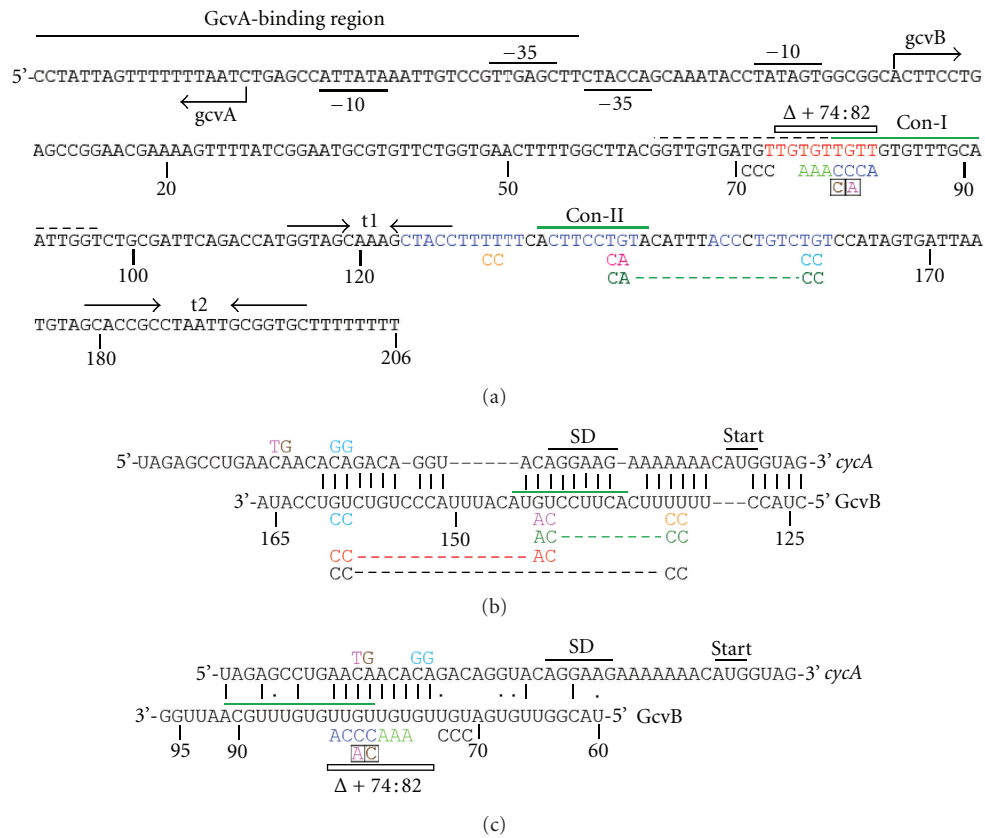 GcvA-binding region
−35
−10
gcvB
5'-CCTATTAGTTTTTTTAATCTGAGCCATTATAAATTGTCCGTTGAGCTTCTACCAGCAAATACCTATAGTGGCGGCACTTCCTG
gcvA
−10
−35
Δ + 74:82
Con-I
AGCCGGAACGAAAAGTTTTATCGGAATGCGTGTTCTGGTGAACTTTTGGCTTACGGTTGTGATGTTGTGTTGTTGTGTTTGCA
20
50
70
90
CCC
AAACCCA
CA
ATTGGTCTGCGATTCAGACCATGGTAGCAAAGCTACCTTTTTTCACTTCCTGTACATTTACCCTGTCTGTCCATAGTGATTAA
t1
Con-II
100
120
170
CC
CA
CC
CA
CC
TGTAGCACCGCCTAATTGCGGTGCTTTTTTTT
t2
180
206
(a)
TG
GG
SD
Start
5'-UAGAGCCUGAACAACACAGACA-GGU------ACAGGAAG-AAAAAAACAUGGUAG-3' cycA
3'-AUACCUGUCUGUCCCAUUUACAUGUCCUUCACUUUUUU---CCAUC-5' GcvB
165
150
125
CC
AC
CC
AC
CC
CC
AC
CC
CC
(b)
TG
GG
SD
Start
5'-UAGAGCCUGAACAACACAGACAGGUACAGGAAGAAAAAAACAUGGUAG-3' cycA
3'-GGUUAACGUUUGUGUUGUUGUGUUGUAGUGUUGGCAU-5' GcvB
95
90
70
60
ACCCAAA
CCC
AC
Δ + 74:82
(c)